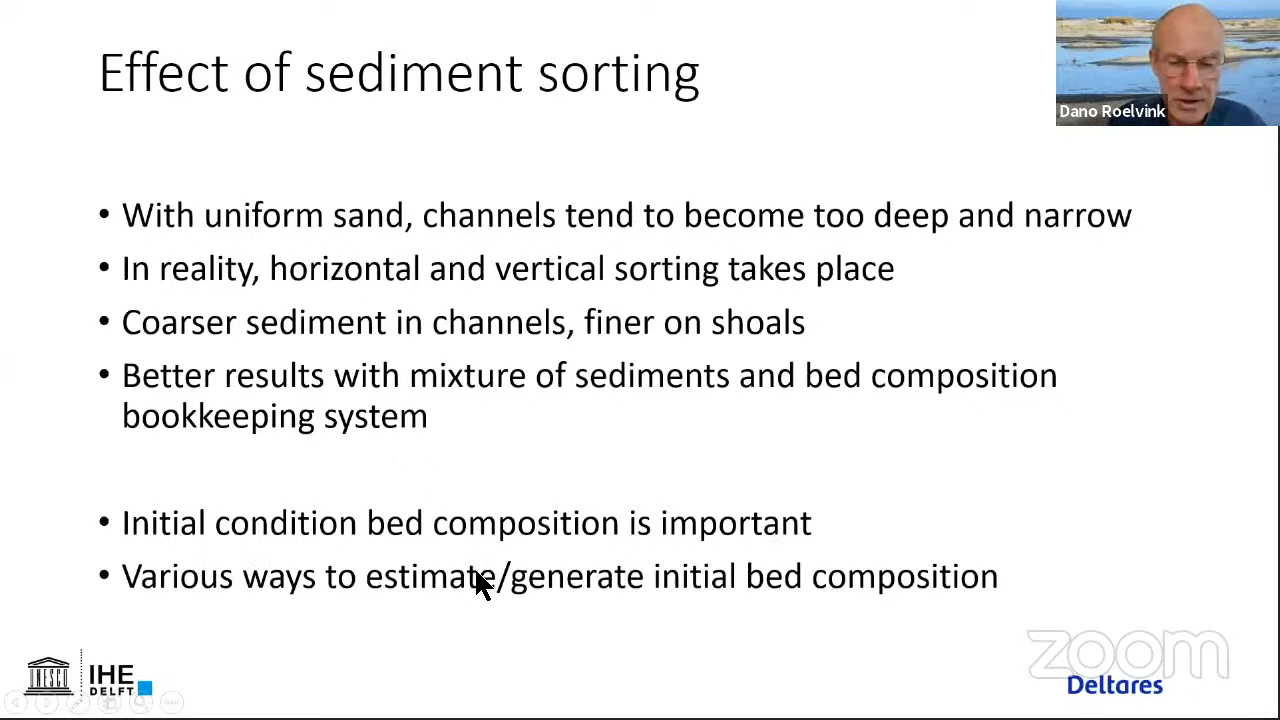 Effect of sediment sorting
Dano Roelvink
• With uniform sand, channels tend to become too deep and narrow
• In reality, horizontal and vertical sorting takes place
• Coarser sediment in channels, finer on shoals
• Better results with mixture of sediments and bed composition
bookkeeping system
• Initial condition bed composition is important
• Various ways to estimate/generate initial bed composition
zoom
UNESCO
IHE
DELFT
Deltares